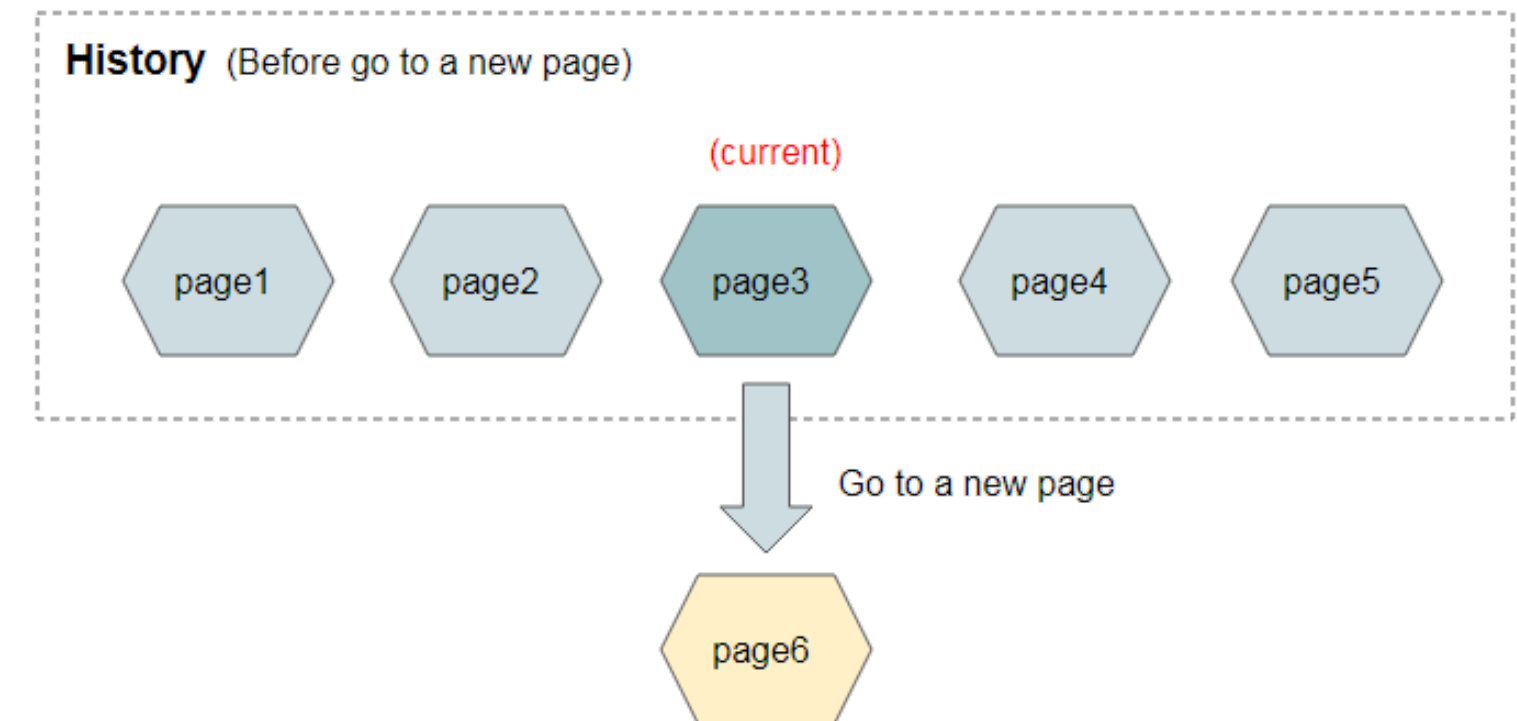 History (Before go to a new page)
(current)
page1 page2 page3 page4 page5
Go to a new page
page6